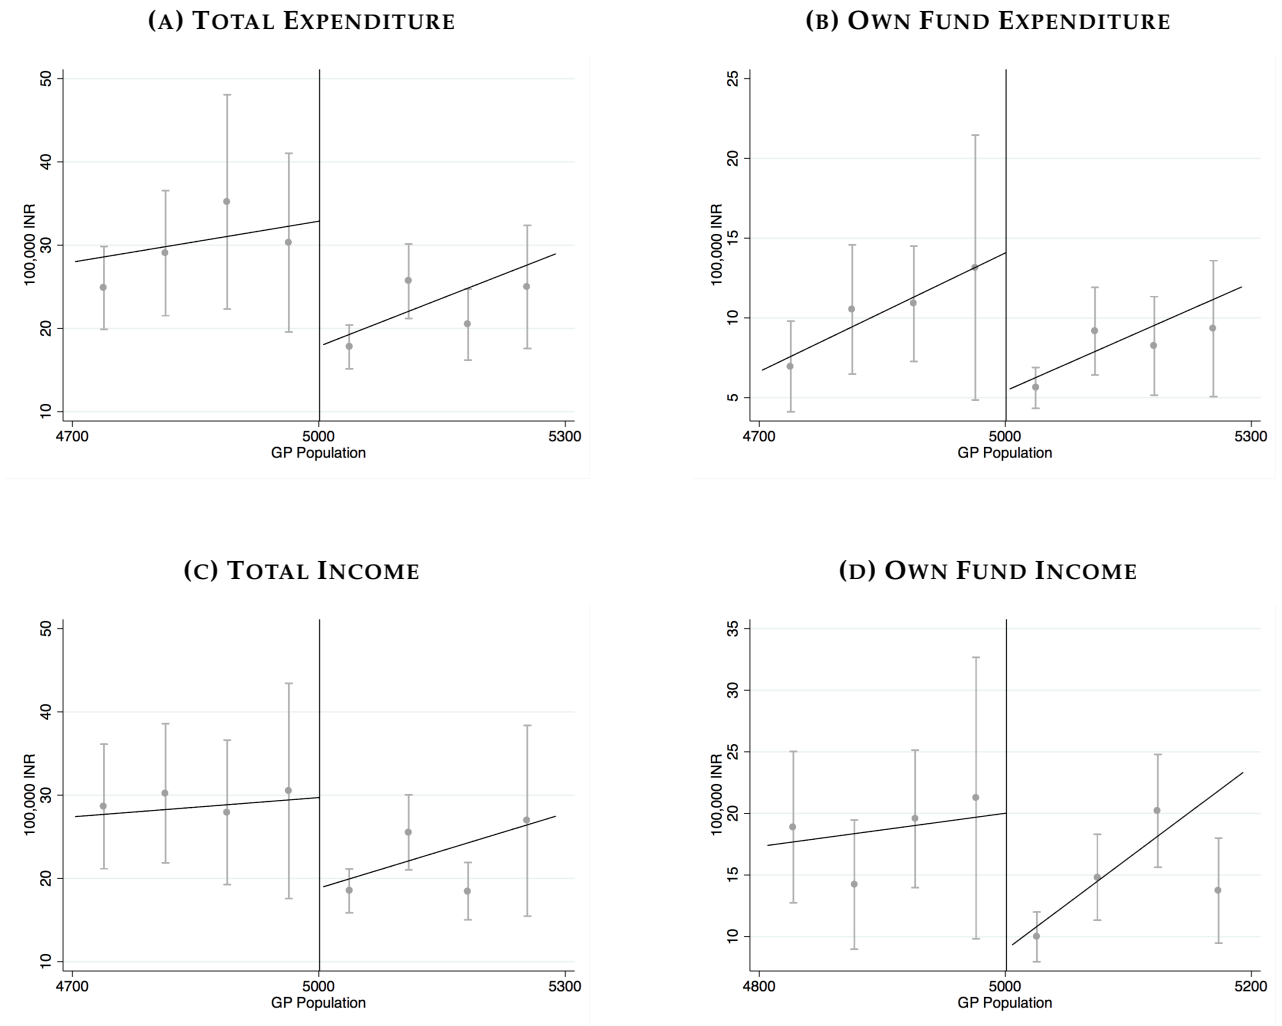 (A) TOTAL EXPENDITURE
50
40
30
20
10
100,000 INR
4700 5000 5300
GP Population
(B) OWN FUND EXPENDITURE
25
20
15
10
5
100,000 INR
4700 5000 5300
GP Population
(C) TOTAL INCOME
50
40
30
20
10
100,000 INR
4700 5000 5300
GP Population
(D) OWN FUND INCOME
35
30
25
20
15
10
100,000 INR
4800 5000 5200
GP Population